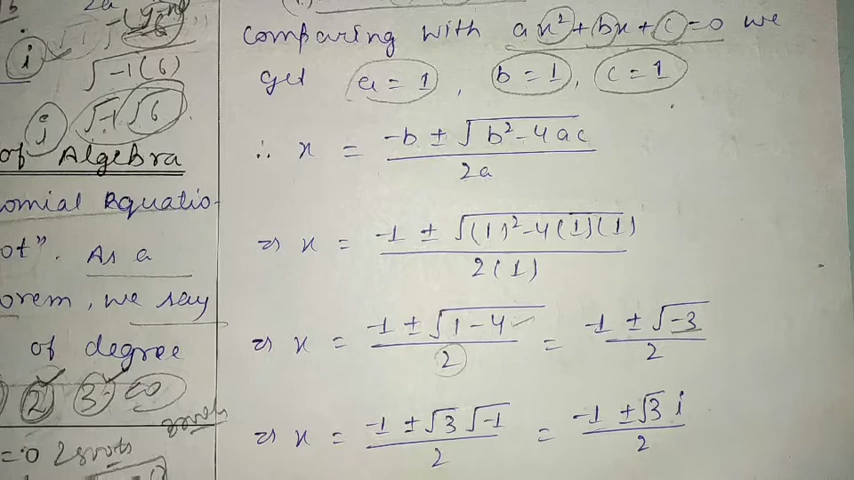 2a
i
√-1(6)
j √-1 √6
of Algebra
omial Equatio
ot". As a
orem, we say
of degree
2 3 ∞
=0
comparing with ax²+bx+c=0 we
get a=1, b=1, c=1
∴ x = -b ± √b²-4ac / 2a
⇒ x = -1 ± √(1)²-4(1)(1) / 2(1)
⇒ x = -1 ± √1-4 / 2 = -1 ± √-3 / 2
⇒ x = -1 ± √3 √-1 / 2 = -1 ± √3 i / 2